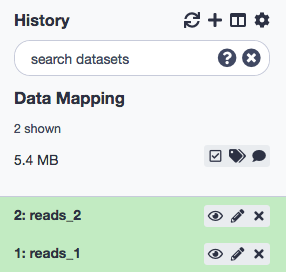 History
search datasets
Data Mapping
2 shown
5.4 MB
2: reads_2
1: reads_1